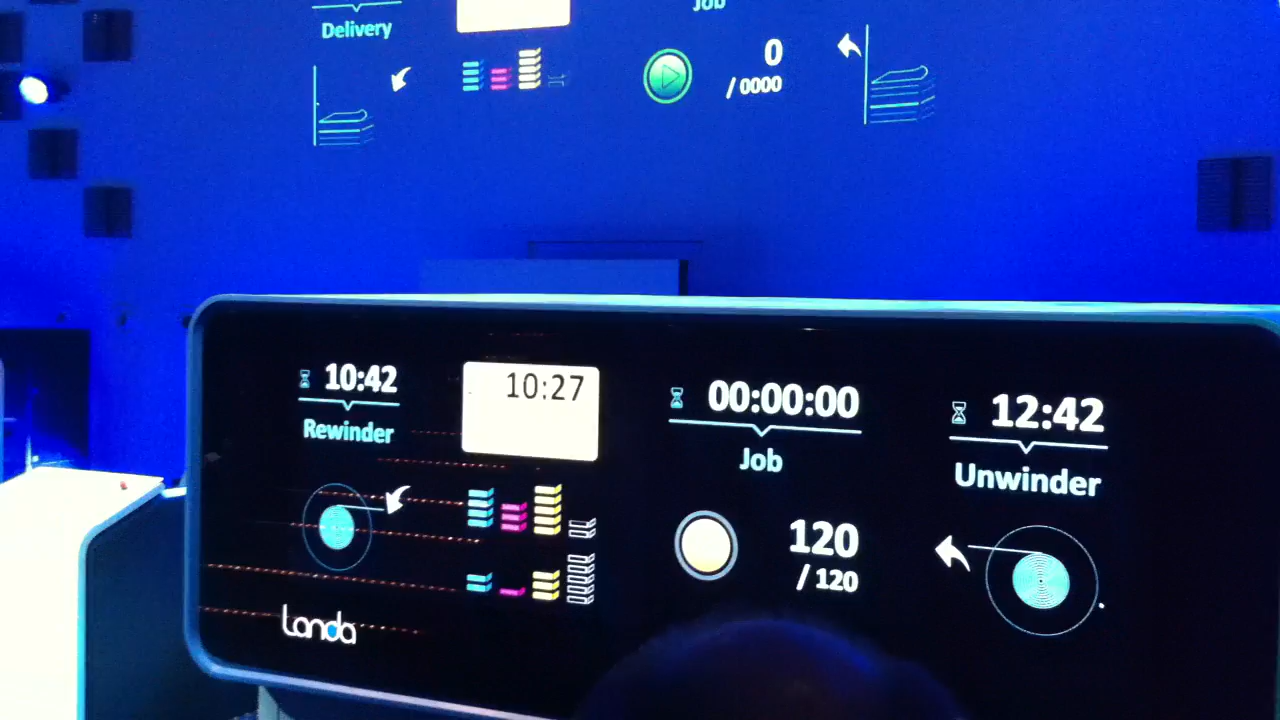 Delivery
Job
0
/ 0000
10:42
Rewinder
10:27
00:00:00
Job
12:42
Unwinder
120
/ 120
Landa